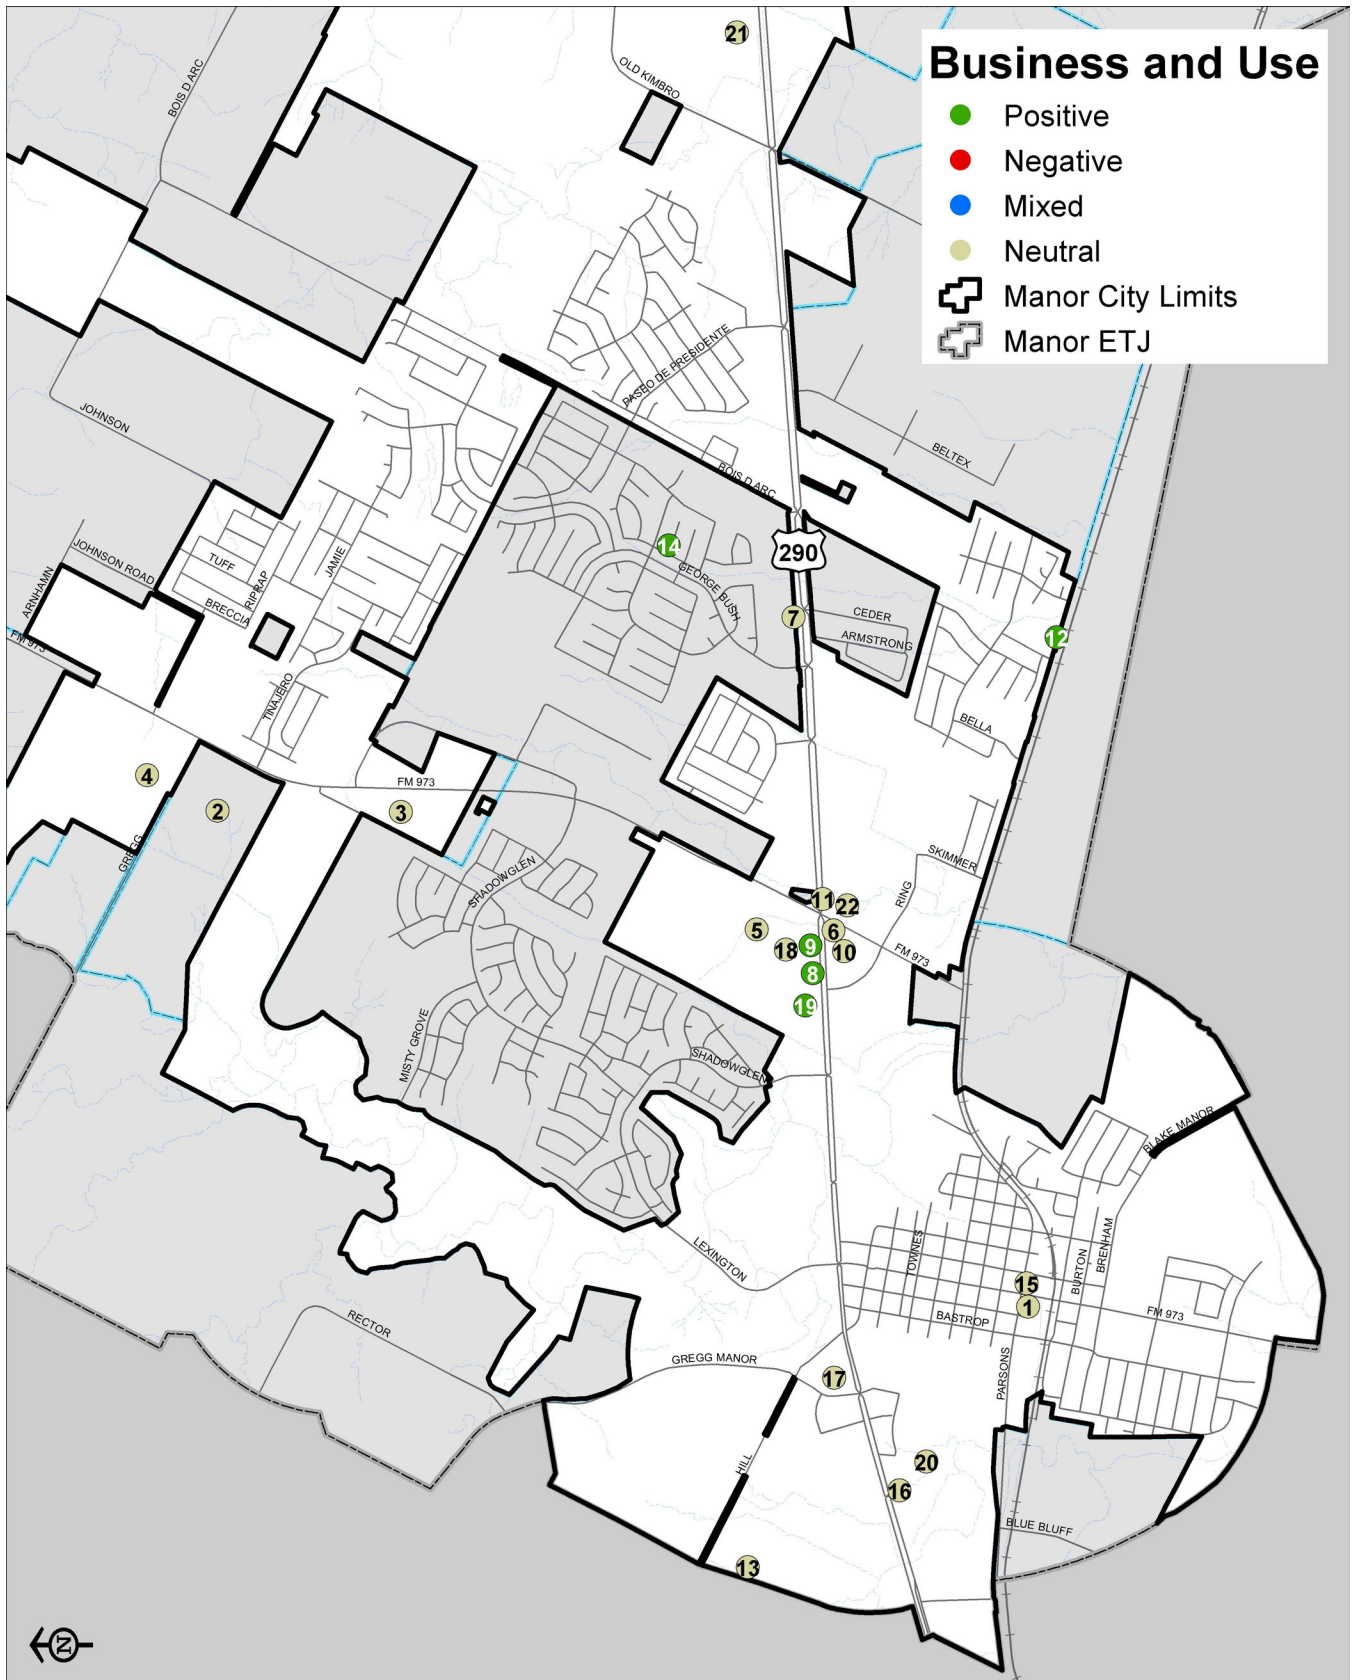 21
Business and Use
Positive
Negative
Mixed
Neutral
Manor City Limits
Manor ETJ
BOIS D ARC
OLD KIMBRO
PASEO DE PRESIDENTE
JOHNSON
BELTEX
BOIS D ARC
JOHNSON ROAD
TUFF
JAMIE
14
290
ARNHAMN
RIPRAP
BRECCIA
GEORGE BUSH
7
CEDER
ARMSTRONG
12
FM 973
TINAJERO
BELLA
4
FM 973
2
3
GREGG
SHADOWGLEN
SKIMMER
RING
11
22
5
6
18
9
10
FM 973
8
19
MISTY GROVE
SHADOWGLEN
BLAKE MANOR
LEXINGTON
TOWNES
BURTON
BRENHAM
15
1
FM 973
BASTROP
RECTOR
GREGG MANOR
17
PARSONS
HILL
20
16
BLUE BLUFF
13
N